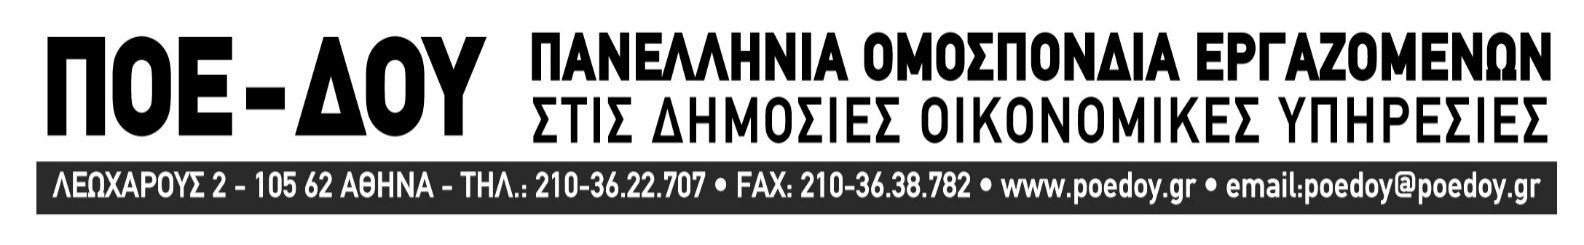 ΠΟΕ-ΔΟΥ
ΠΑΝΕΛΛΗΝΙΑ ΟΜΟΣΠΟΝΔΙΑ ΕΡΓΑΖΟΜΕΝΩΝ
ΣΤΙΣ ΔΗΜΟΣΙΕΣ ΟΙΚΟΝΟΜΙΚΕΣ ΥΠΗΡΕΣΙΕΣ
ΛΕΩΧΑΡΟΥΣ 2 - 105 62 ΑΘΗΝΑ - ΤΗΛ.: 210-36.22.707 • FAX: 210-36.38.782 • www.poedoy.gr • email:poedoy@poedoy.gr